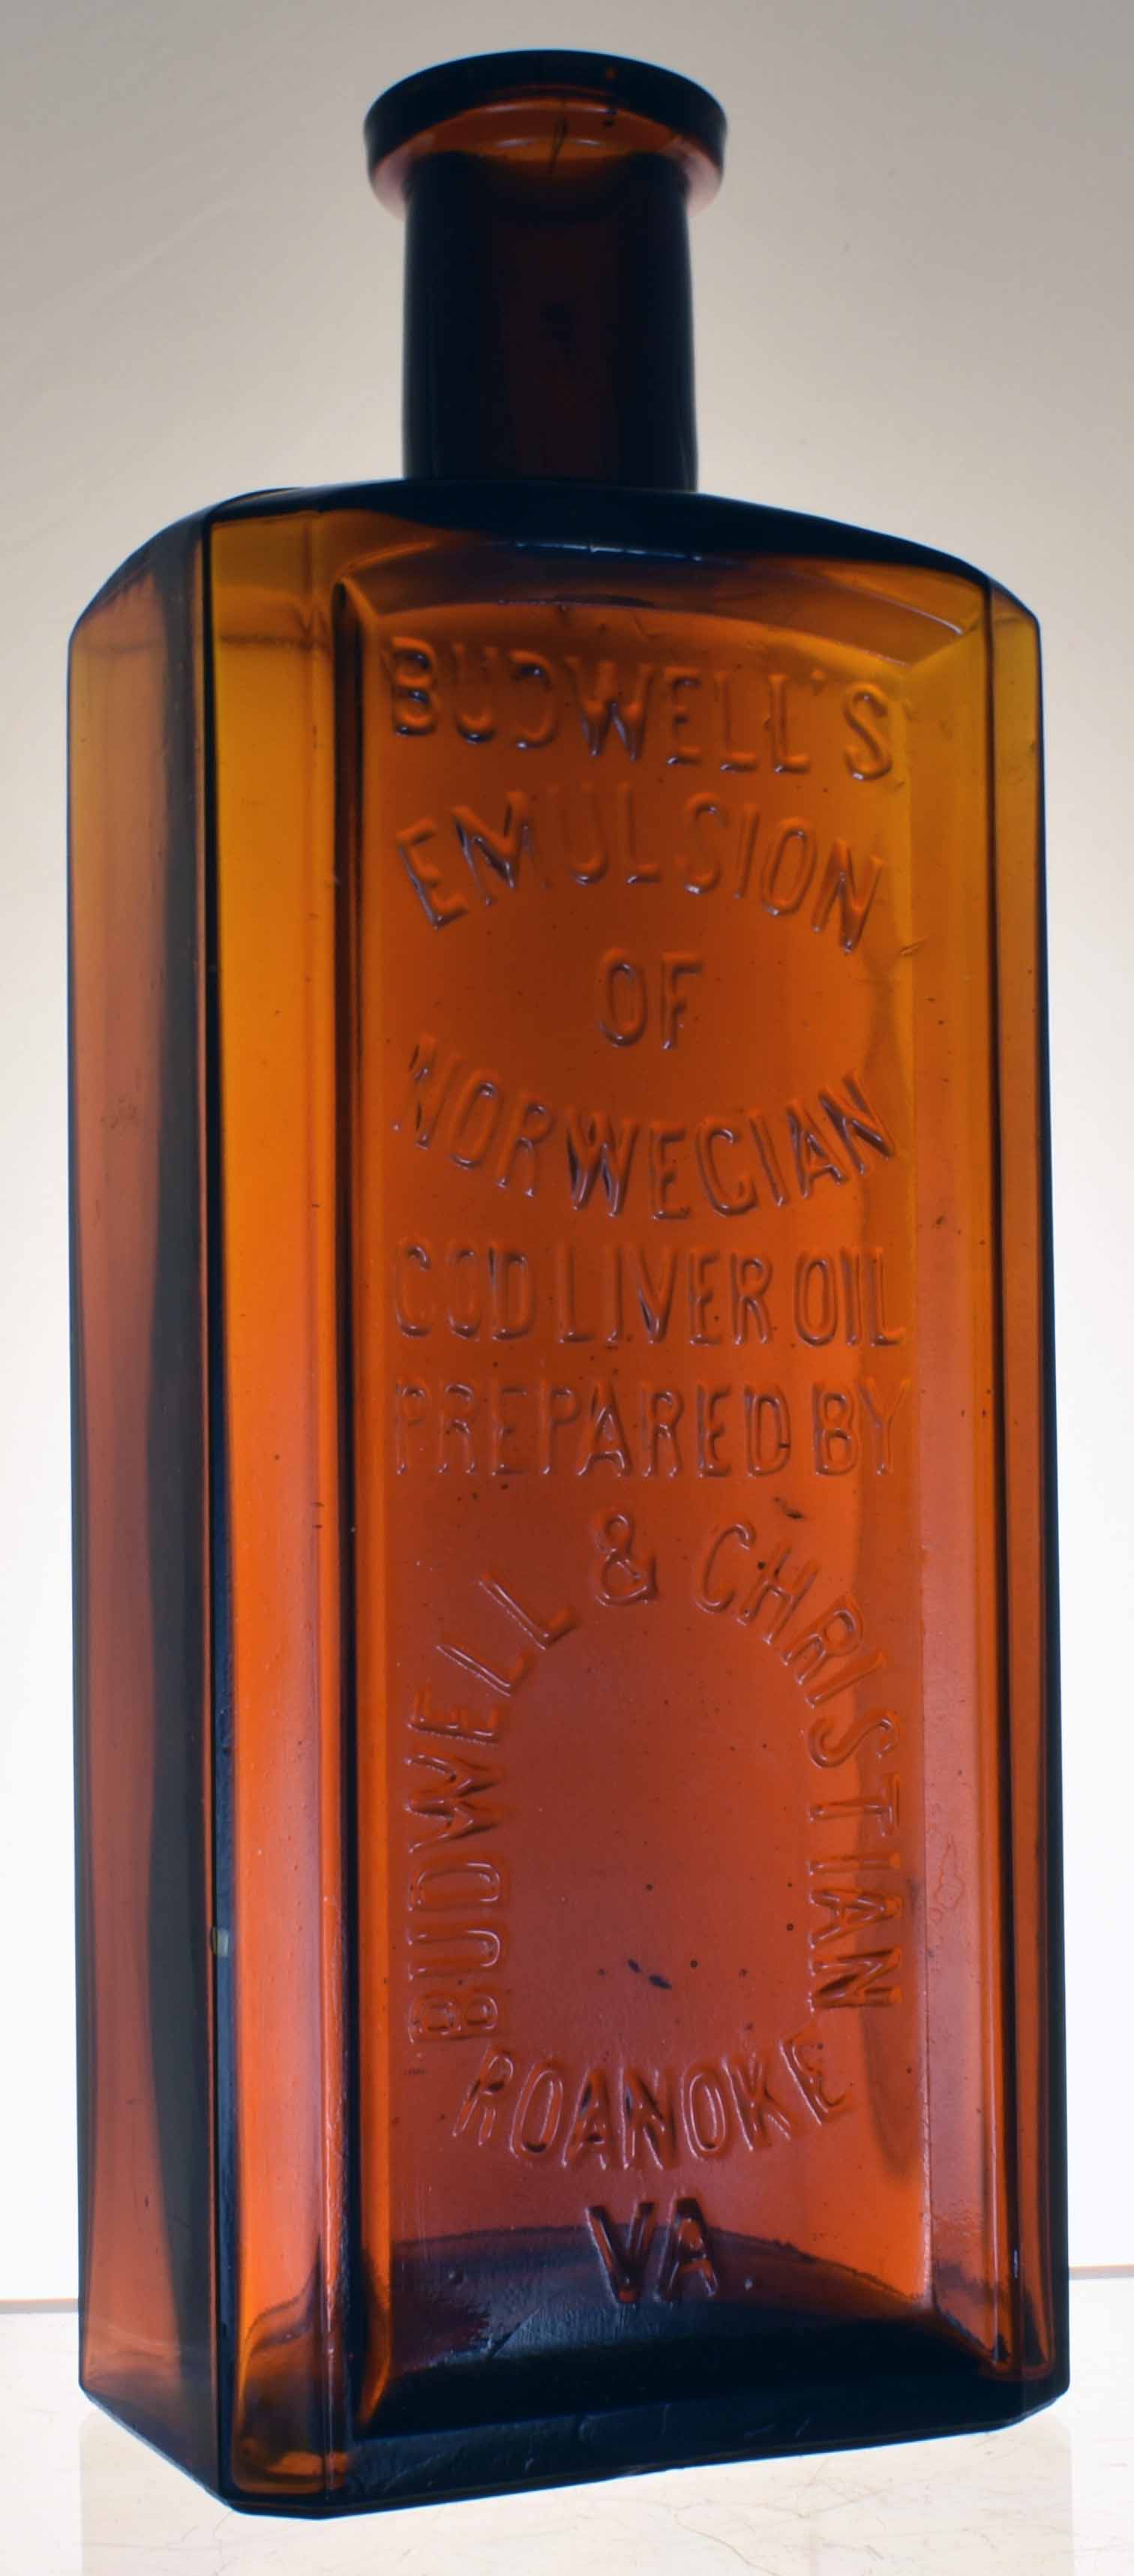 BUDWELL'S
EMULSION
OF
NORWEGIAN
COD LIVER OIL
PREPARED BY
BUDWELL & CHRISTIAN
ROANOKE
VA.